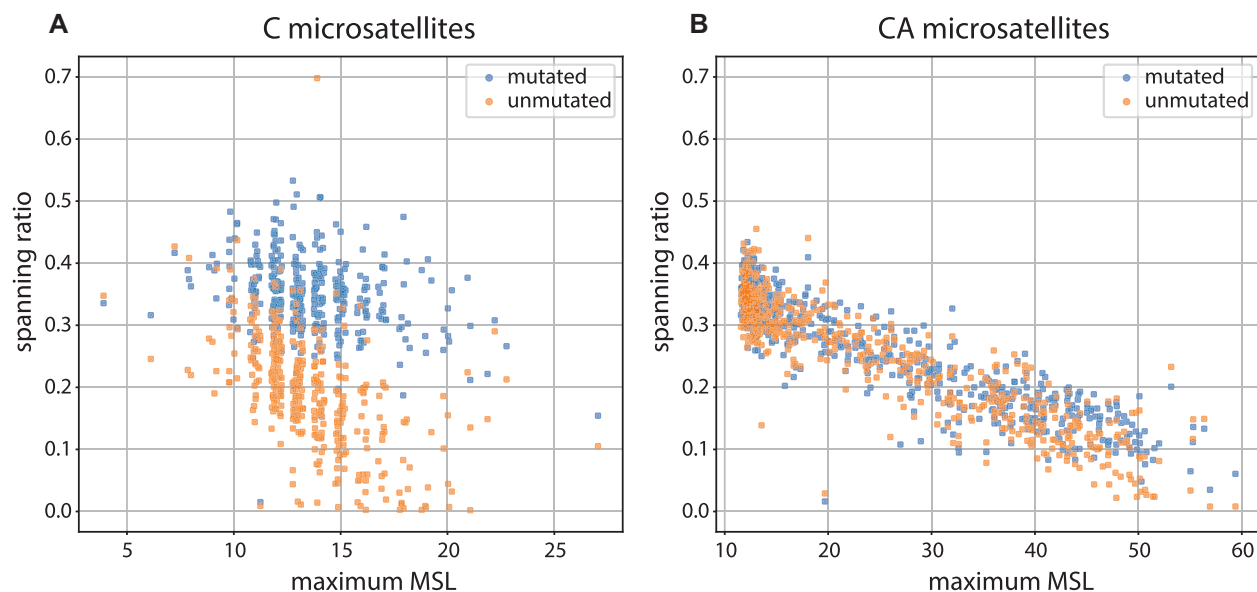 A
C microsatellites
mutated
unmutated
0.7
0.6
0.5
0.4
0.3
0.2
0.1
0.0
spanning ratio
5
10
15
20
25
maximum MSL
B
CA microsatellites
mutated
unmutated
0.7
0.6
0.5
0.4
0.3
0.2
0.1
0.0
spanning ratio
10
20
30
40
50
60
maximum MSL